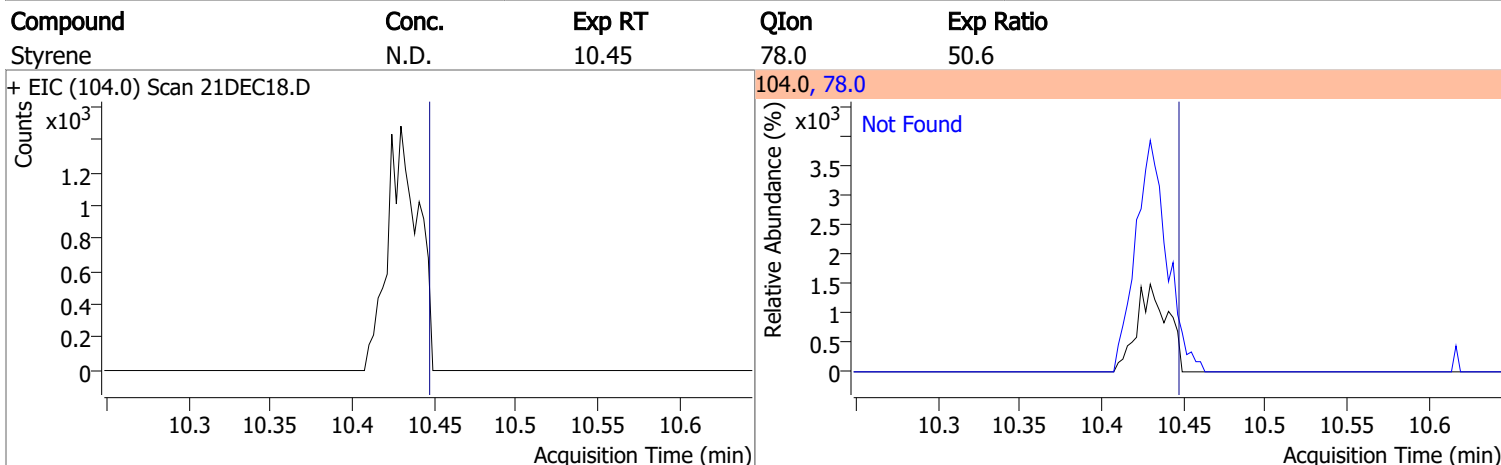 Compound Conc. Exp RT QIon Exp Ratio
Styrene N.D. 10.45 78.0 50.6
+ EIC (104.0) Scan 21DEC18.D
Counts
x10³
1.2
1
0.8
0.6
0.4
0.2
0
10.3 10.35 10.4 10.45 10.5 10.55 10.6
Acquisition Time (min)
104.0, 78.0
Relative Abundance (%)
x10³
Not Found
3.5
3
2.5
2
1.5
1
0.5
0
10.3 10.35 10.4 10.45 10.5 10.55 10.6
Acquisition Time (min)